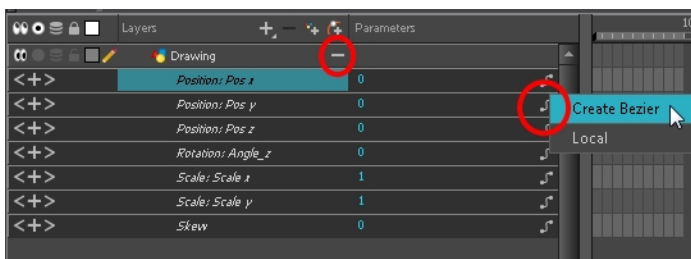 Layers Parameters 10
Drawing
<+> Position: Pos x 0
<+> Position: Pos y 0 Create Bezier
<+> Position: Pos z 0 Local
<+> Rotation: Angle_z 0
<+> Scale: Scale x 1
<+> Scale: Scale y 1
<+> Skew 0